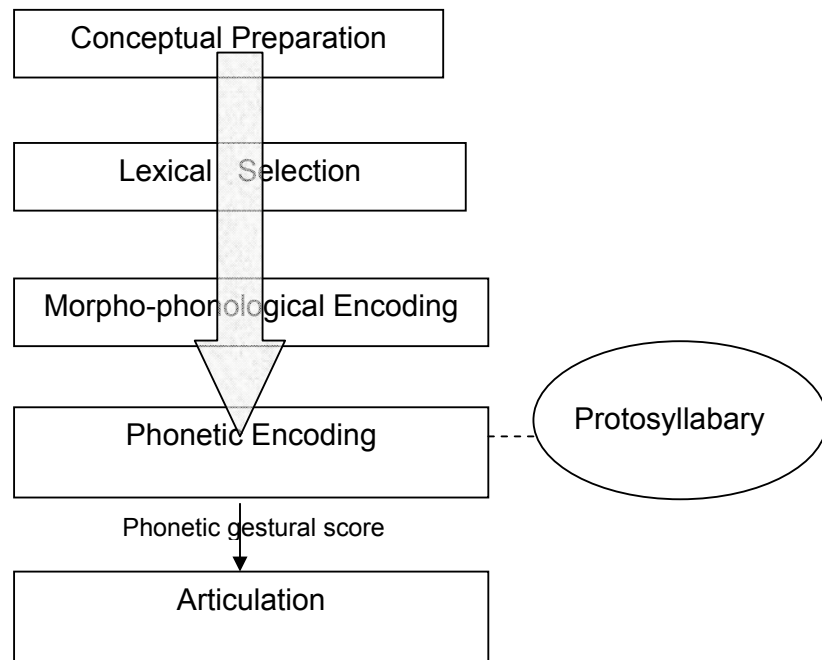 Conceptual Preparation
Lexical Selection
Morpho-phonological Encoding
Phonetic Encoding
Protosyllabary
Phonetic gestural score
Articulation